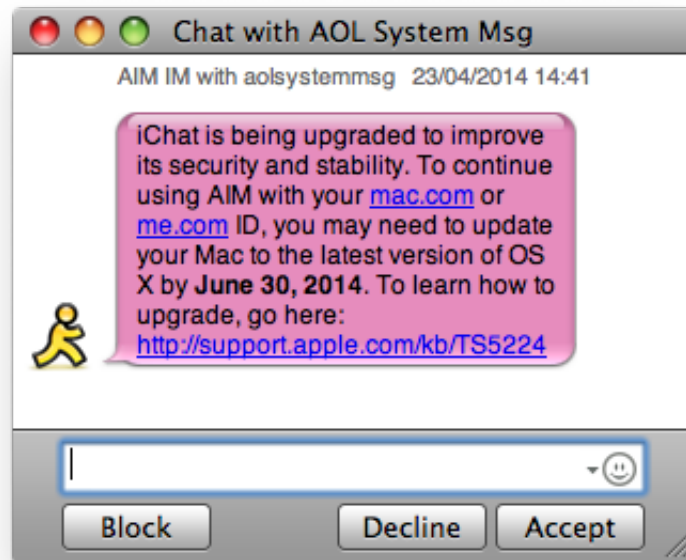 Chat with AOL System Msg
AIM IM with aolsystemmsg 23/04/2014 14:41
iChat is being upgraded to improve
its security and stability. To continue
using AIM with your mac.com or
me.com ID, you may need to update
your Mac to the latest version of OS
X by June 30, 2014. To learn how to
upgrade, go here:
http://support.apple.com/kb/TS5224
Block Decline Accept